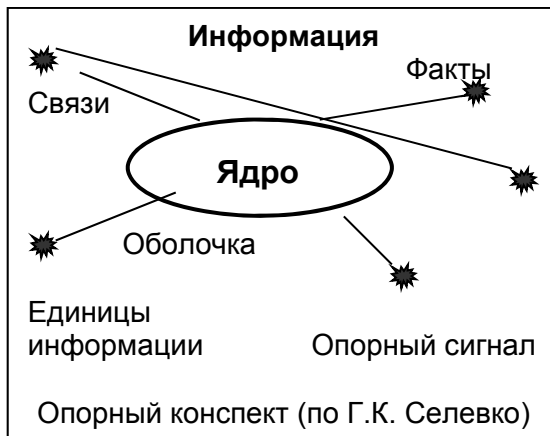 Информация
Факты
Связи
Ядро
Оболочка
Единицы
информации
Опорный сигнал
Опорный конспект (по Г.К. Селевко)